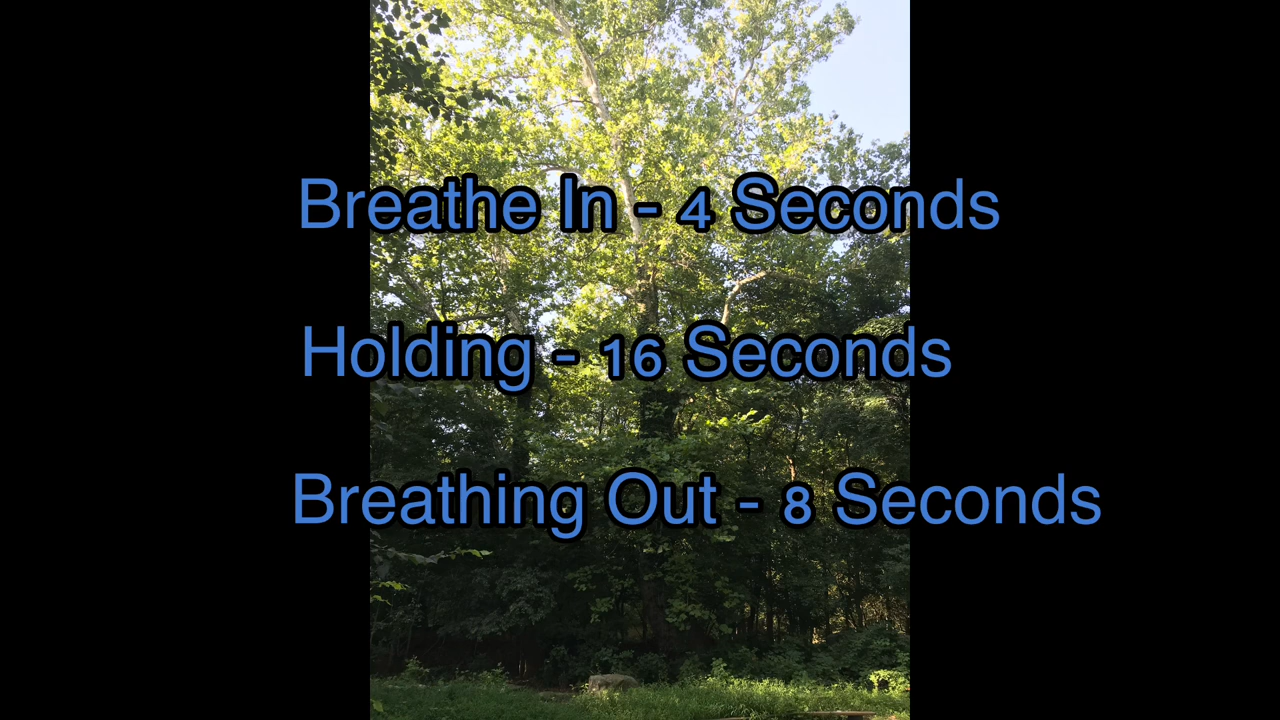 Breathe In - 4 Seconds
Holding - 16 Seconds
Breathing Out - 8 Seconds